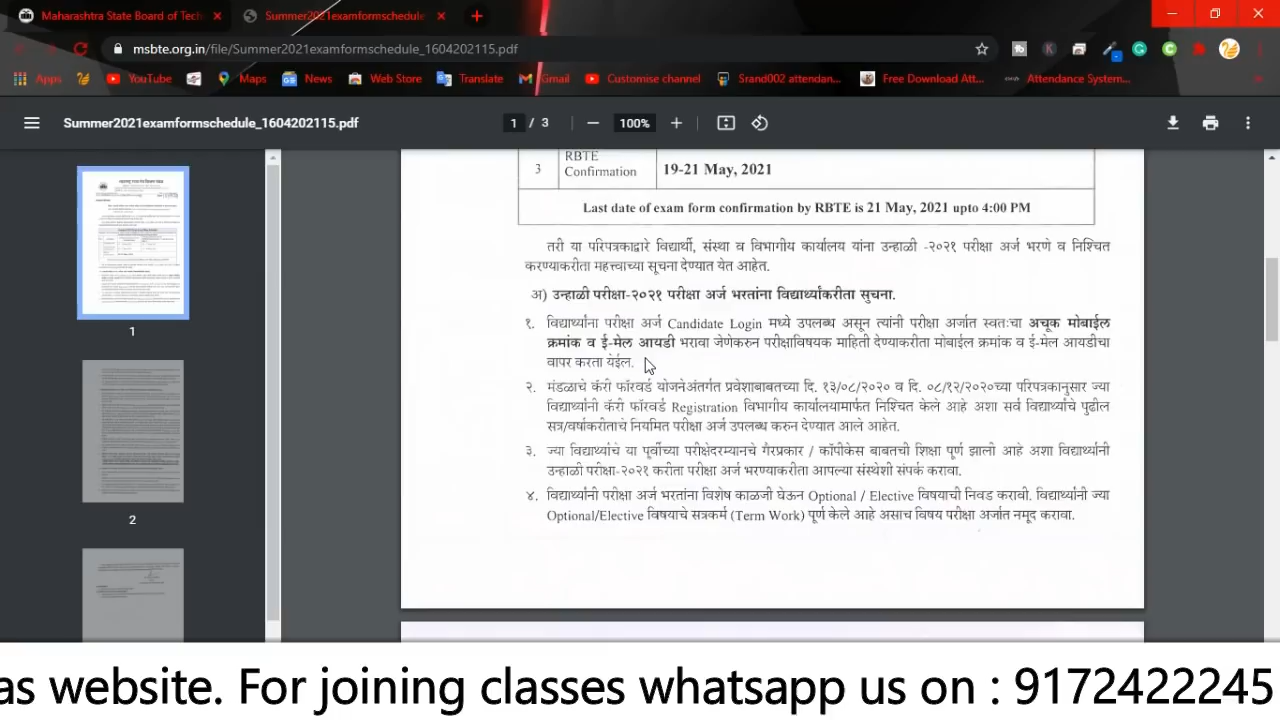 Maharashtra State Board of Tech
Summer2021examformschedule
msbte.org.in/file/Summer2021examformschedule_1604202115.pdf
Apps
YouTube
Maps
News
Web Store
Translate
Gmail
Customise channel
Srand002 attendan...
Free Download Att...
Attendance System...
Summer2021examformschedule_1604202115.pdf
1 / 3
100%
3 RBTE Confirmation 19-21 May, 2021
Last date of exam form confirmation by RBTE is 21 May, 2021 upto 4:00 PM
तरी या परिपत्रकाद्वारे विद्यार्थी, संस्था व विभागीय कार्यालय यांना उन्हाळी -२०२१ परीक्षा अर्ज भरणे व निश्चित
करण्याकरीता महत्त्वाच्या सूचना देण्यात येत आहेत.
अ) उन्हाळी परीक्षा-२०२१ परीक्षा अर्ज भरतांना विद्यार्थ्यांकरीता सुचना.
१. विद्यार्थ्यांना परीक्षा अर्ज Candidate Login मध्ये उपलब्ध असून त्यांनी परीक्षा अर्जात स्वतःचा अचूक मोबाईल
क्रमांक व ई-मेल आयडी भरावा जेणेकरुन परीक्षाविषयक माहिती देण्याकरीता मोबाईल क्रमांक व ई-मेल आयडीचा
वापर करता येईल.
२. मंडळाचे कॅरी फॉरवर्ड योजनेअंतर्गत प्रवेशाबाबतच्या दि. १३/०८/२०२० व दि. ०८/१२/२०२०च्या परिपत्रकानुसार ज्या
विद्यार्थ्यांनी कॅरी फॉरवर्ड Registration विभागीय कार्यालयामार्फत निश्चित केले आहे अशा सर्व विद्यार्थ्यांचे पुढील
सत्र/वर्षाकरीताचे नियमित परीक्षा अर्ज उपलब्ध करुन देण्यात आले आहेत.
३. ज्या विद्यार्थ्यांचे या पूर्वीच्या परीक्षेदरम्यानचे गैरप्रकार / कॉपीकेस बाबतची शिक्षा पूर्ण झाली आहे अशा विद्यार्थ्यांनी
उन्हाळी परीक्षा-२०२१ करीता परीक्षा अर्ज भरण्याकरीता आपल्या संस्थेशी संपर्क करावा.
४. विद्यार्थ्यांनी परीक्षा अर्ज भरतांना विशेष काळजी घेऊन Optional / Elective विषयाची निवड करावी. विद्यार्थ्यांनी ज्या
Optional/Elective विषयाचे सत्रकर्म (Term Work) पूर्ण केले आहे असाच विषय परीक्षा अर्जात नमूद करावा.
1
2
as website. For joining classes whatsapp us on : 9172422245